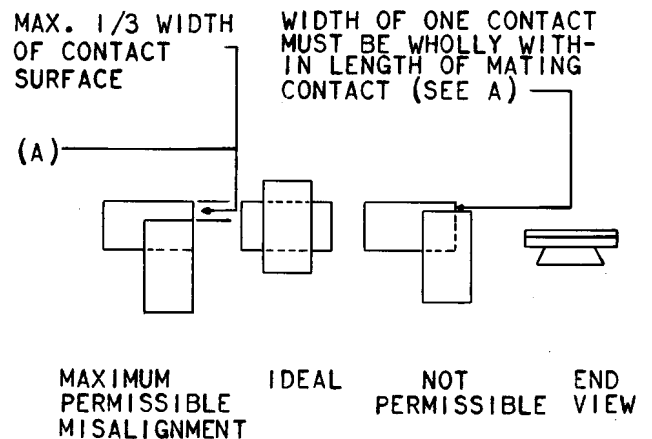 MAX. 1/3 WIDTH
OF CONTACT
SURFACE
WIDTH OF ONE CONTACT
MUST BE WHOLLY WITH-
IN LENGTH OF MATING
CONTACT (SEE A)
(A)
MAXIMUM
PERMISSIBLE
MISALIGNMENT
IDEAL
NOT
PERMISSIBLE
END
VIEW